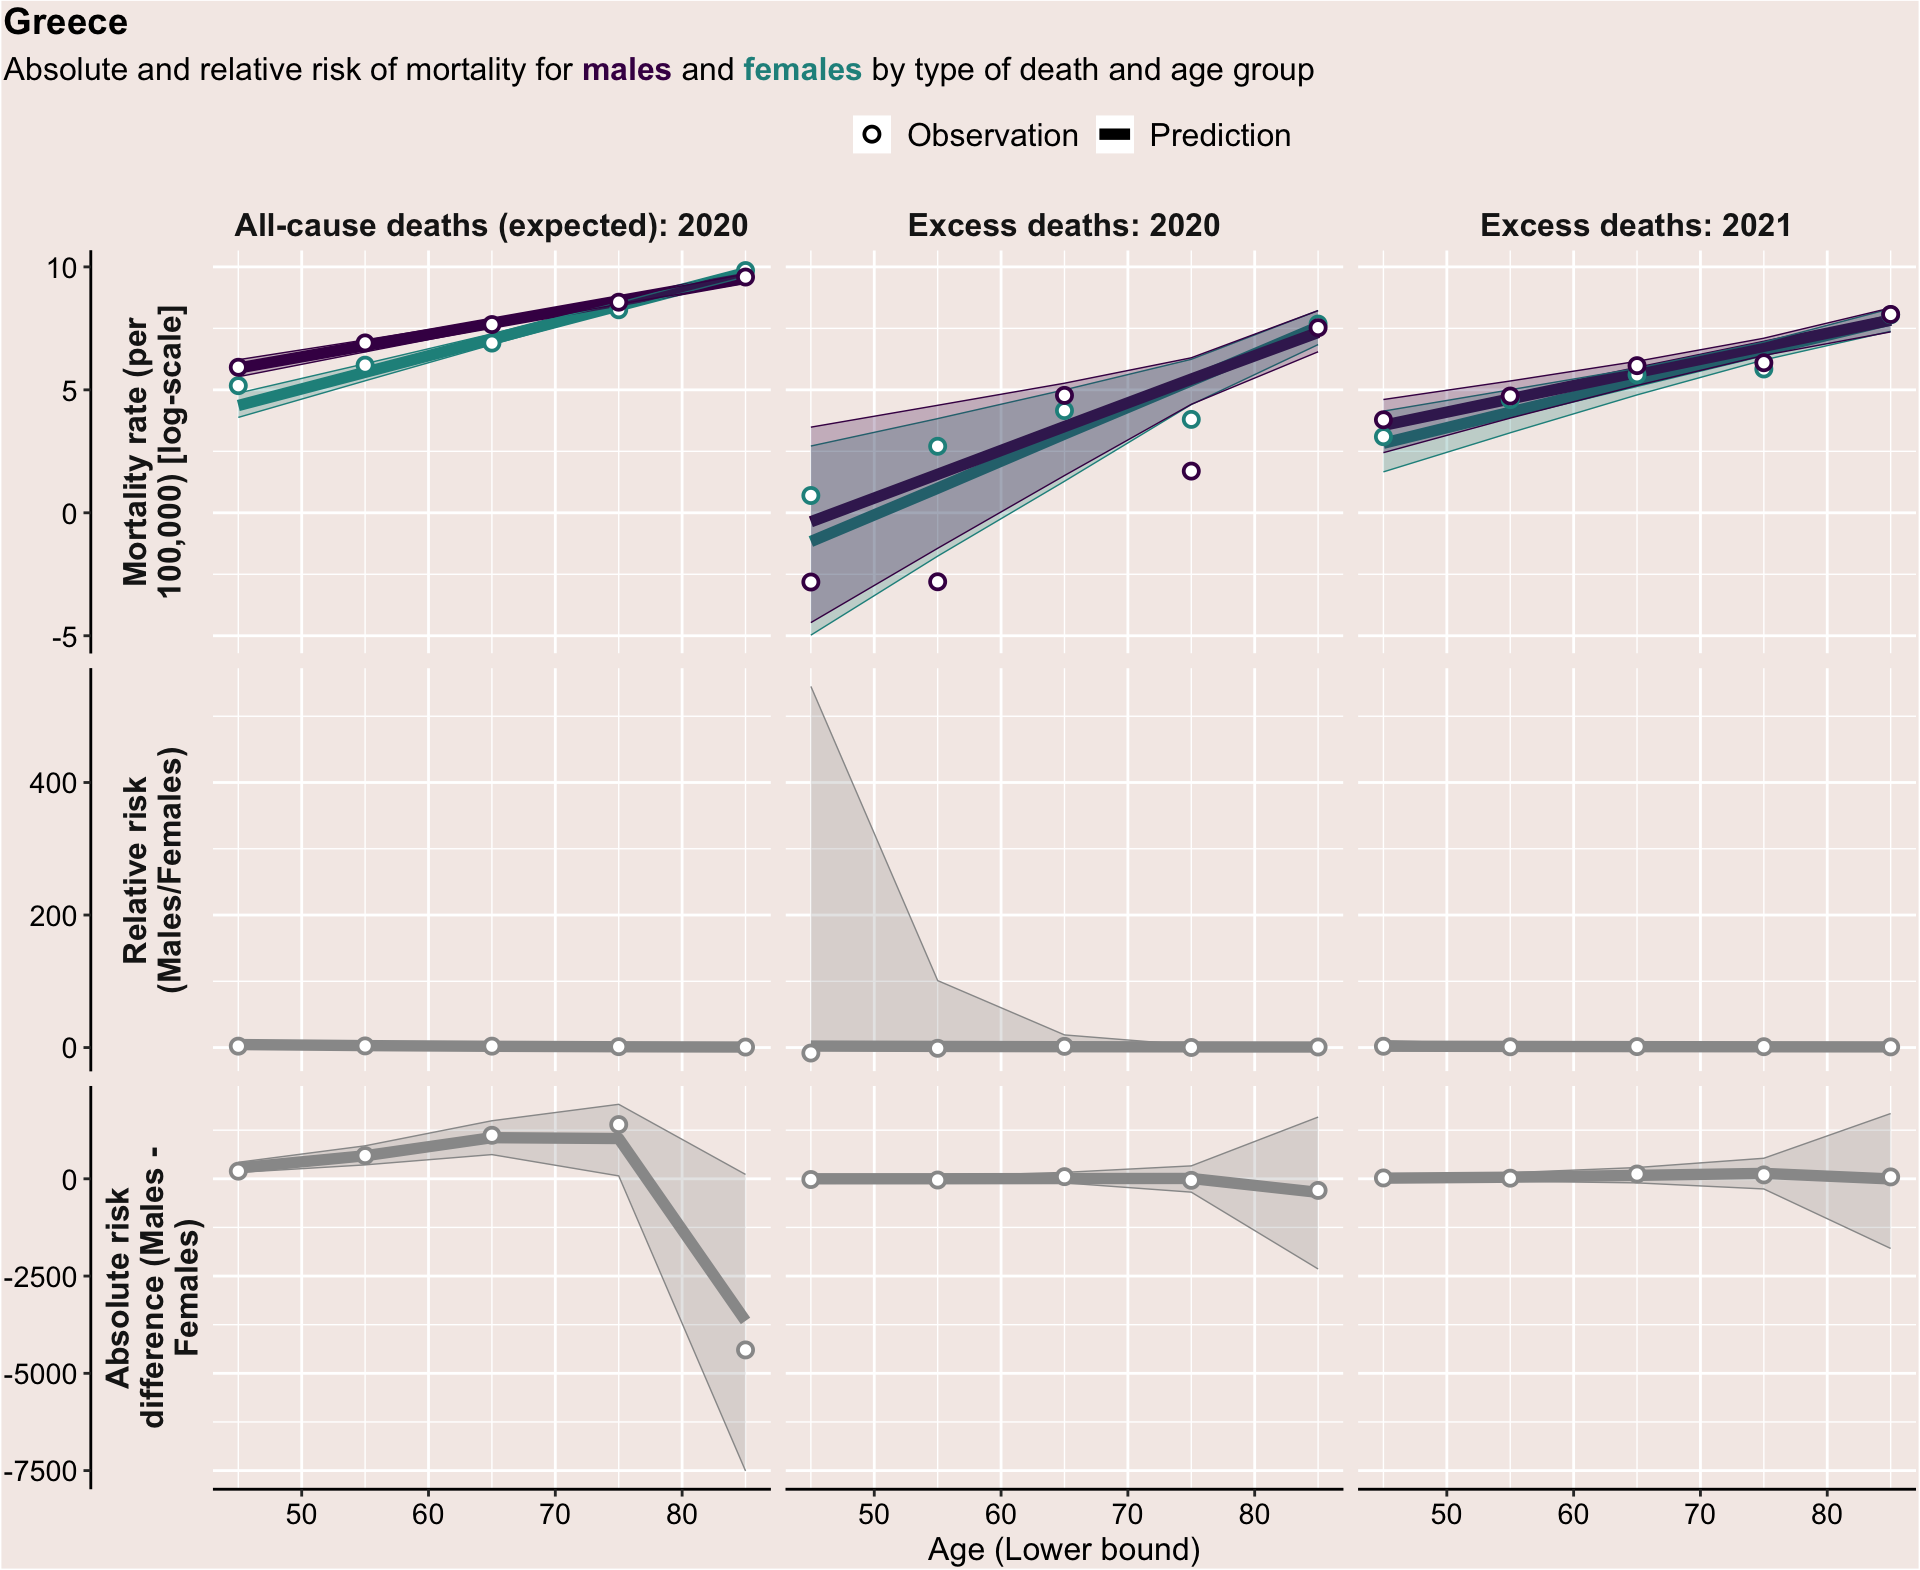 Greece
Absolute and relative risk of mortality for males and females by type of death and age group
Observation
Prediction
All-cause deaths (expected): 2020
Excess deaths: 2020
Excess deaths: 2021
Mortality rate (per
100,000) [log-scale]
10
5
0
-5
Relative risk
(Males/Females)
400
200
0
Absolute risk
difference (Males -
Females)
0
-2500
-5000
-7500
50 60 70 80
50 60 70 80
50 60 70 80
Age (Lower bound)